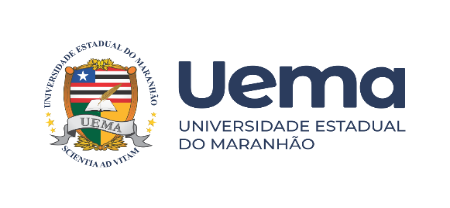 UNIVERSIDADE ESTADUAL DO MARANHÃO
UEMA
SCIENTIA AD VITAM
Uema
UNIVERSIDADE ESTADUAL
DO MARANHÃO